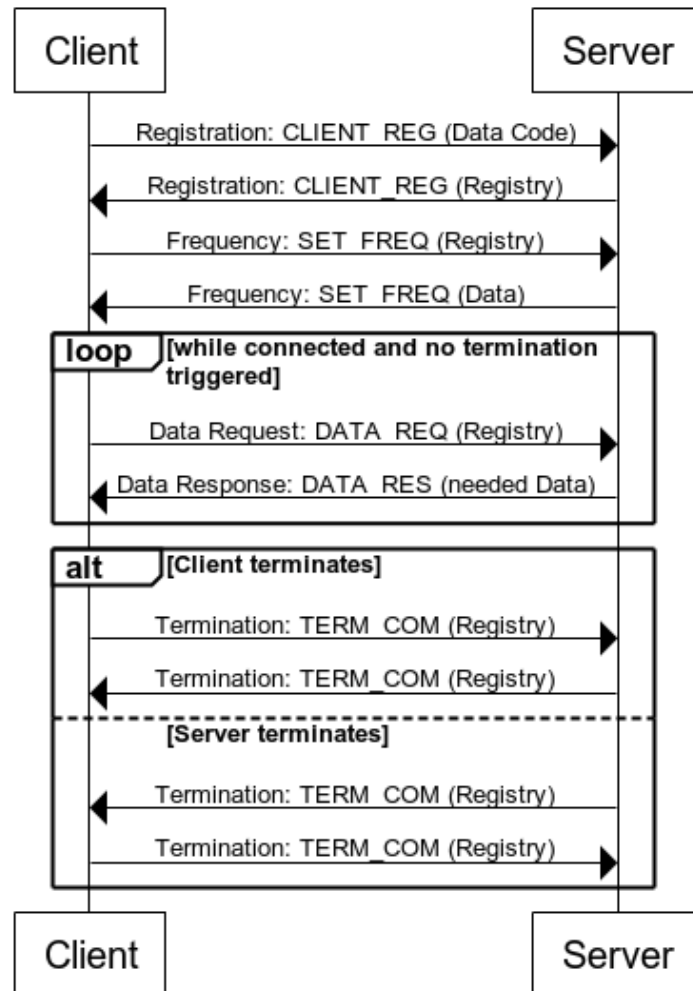 Client Server
Registration: CLIENT_REG (Data Code)
Registration: CLIENT_REG (Registry)
Frequency: SET_FREQ (Registry)
Frequency: SET_FREQ (Data)
loop [while connected and no termination
triggered]
Data Request: DATA_REQ (Registry)
Data Response: DATA_RES (needed Data)
alt [Client terminates]
Termination: TERM_COM (Registry)
Termination: TERM_COM (Registry)
[Server terminates]
Termination: TERM_COM (Registry)
Termination: TERM_COM (Registry)
Client Server